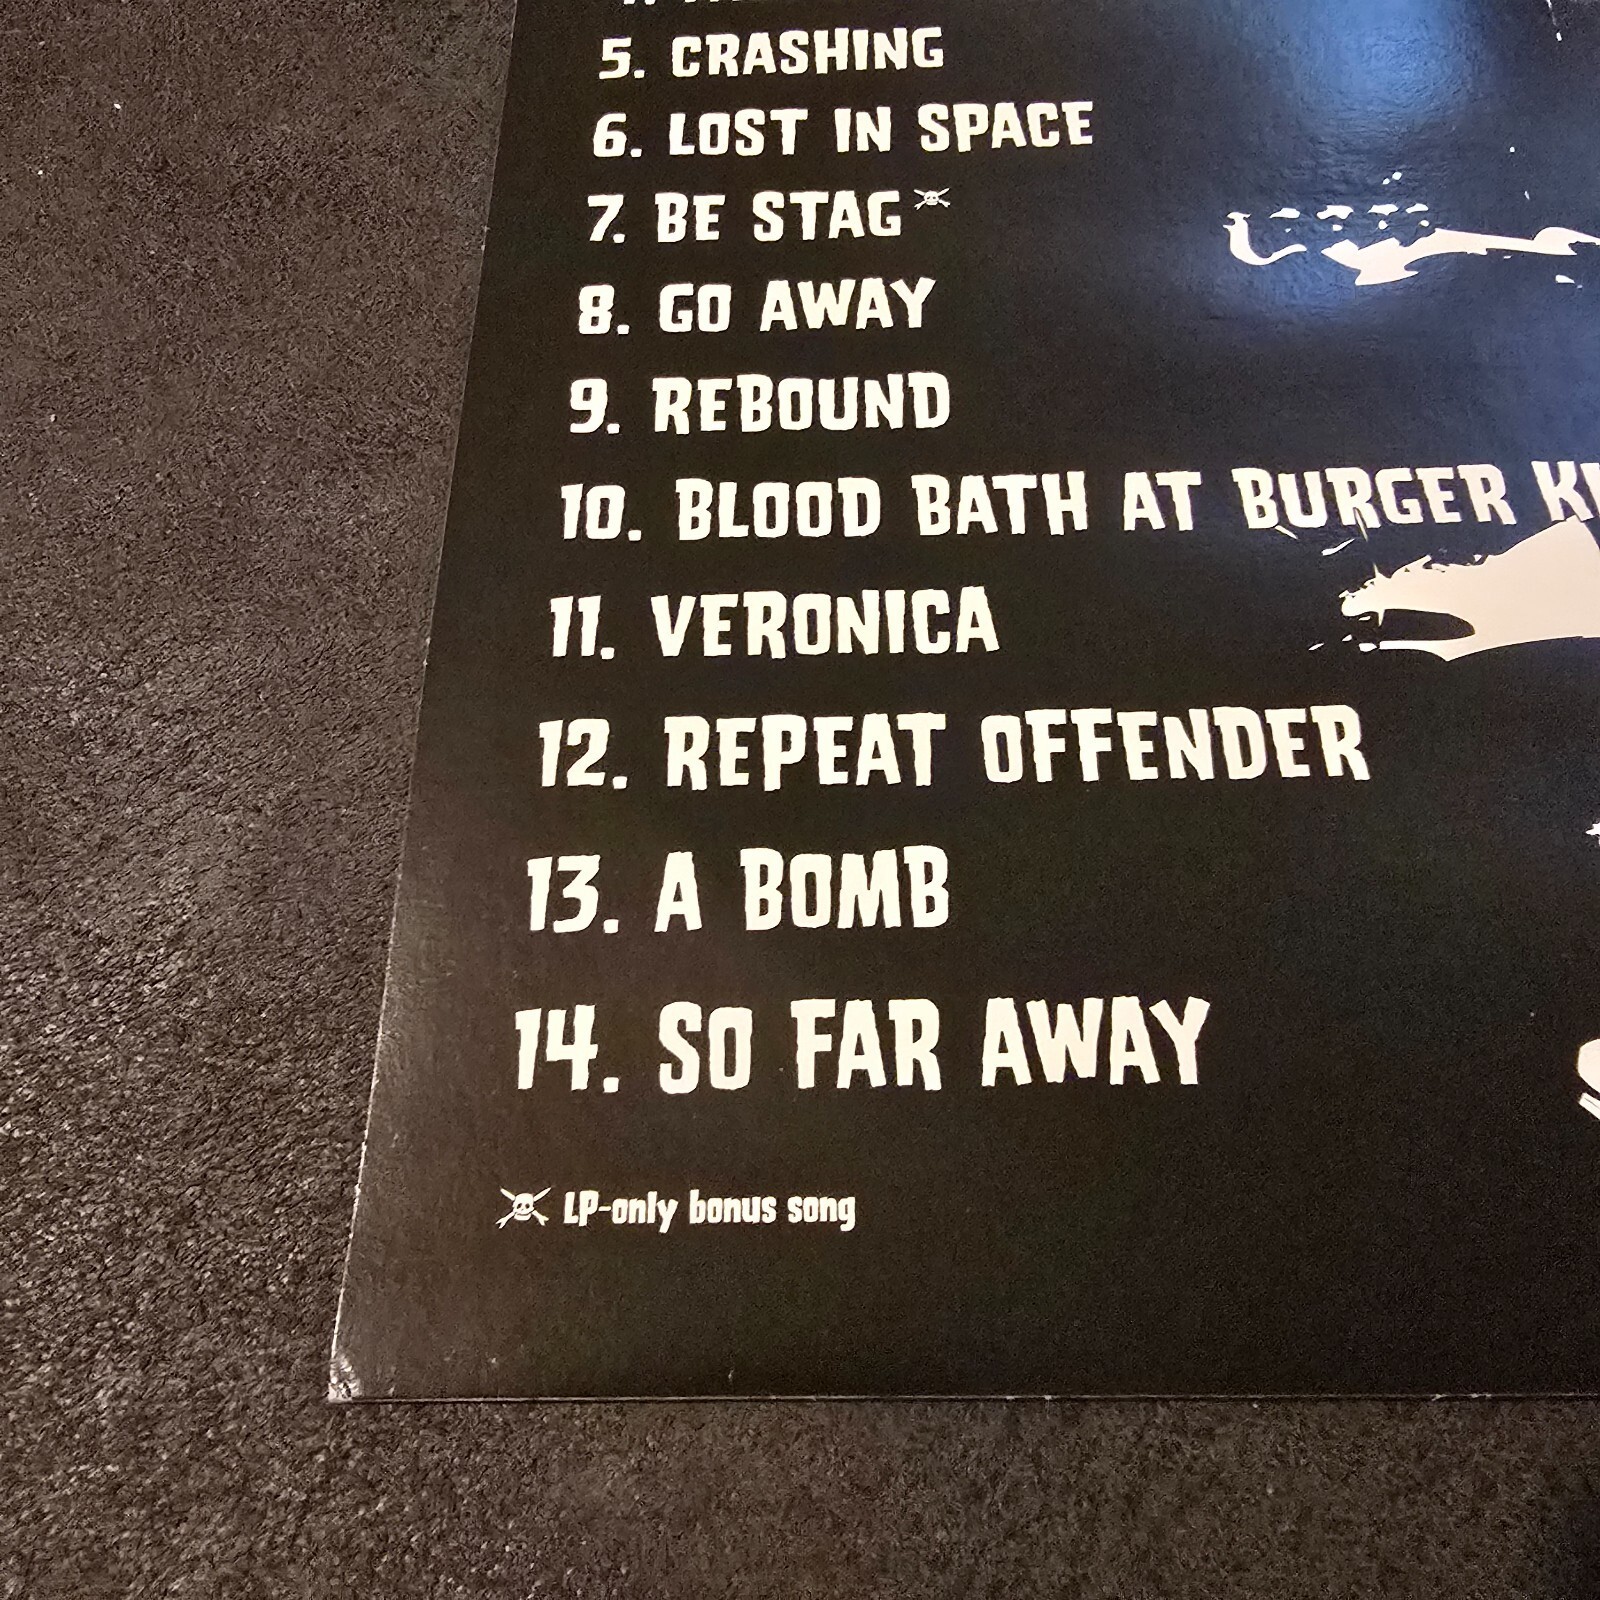 5. CRASHING
6. LOST IN SPACE
7. BE STAG
8. GO AWAY
9. REBOUND
10. BLOOD BATH AT BURGER
11. VERONICA
12. REPEAT OFFENDER
13. A BOMB
14. SO FAR AWAY
LP-only bonus song